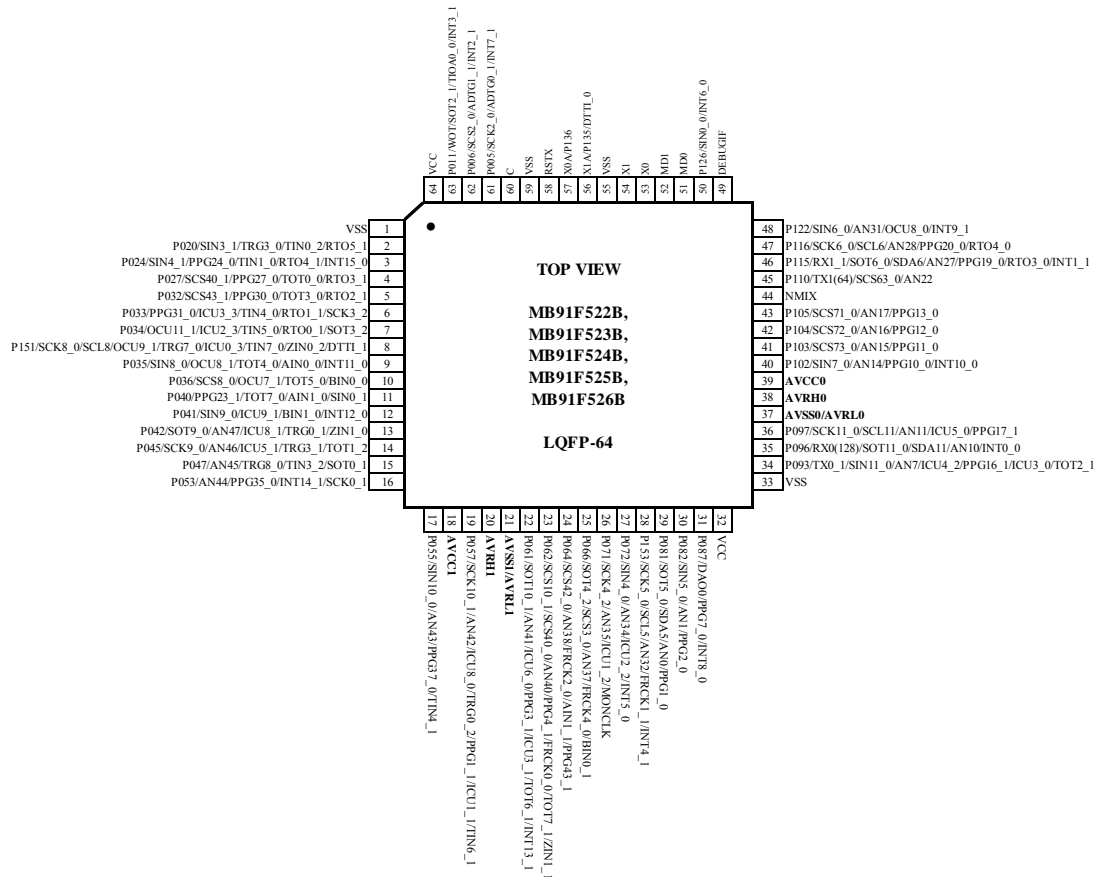 64 VCC
63 P011/WOT/SOT2_1/TIOA0_0/INT3_1
62 P006/SCS2_0/ADTG1_1/INT2_1
61 P005/SCK2_0/ADTG0_1/INT7_1
60 C
59 VSS
58 RSTX
57 X0A/P136
56 X1A/P135/DTTI_0
55 VSS
54 X1
53 X0
52 MD1
51 MD0
50 P126/SIN0_0/INT6_0
49 DEBUGIF
VSS 1
P020/SIN3_1/TRG3_0/TIN0_2/RTO5_1 2
P024/SIN4_1/PPG24_0/TIN1_0/RTO4_1/INT15_0 3
P027/SCS40_1/PPG27_0/TOT0_0/RTO3_1 4
P032/SCS43_1/PPG30_0/TOT3_0/RTO2_1 5
P033/PPG31_0/ICU3_3/TIN4_0/RTO1_1/SCK3_2 6
P034/OCU11_1/ICU2_3/TIN5_0/RTO0_1/SOT3_2 7
P151/SCK8_0/SCL8/OCU9_1/TRG7_0/ICU0_3/TIN7_0/ZIN0_2/DTTI_1 8
P035/SIN8_0/OCU8_1/TOT4_0/AIN0_0/INT11_0 9
P036/SCS8_0/OCU7_1/TOT5_0/BIN0_0 10
P040/PPG23_1/TOT7_0/AIN1_0/SIN0_1 11
P041/SIN9_0/ICU9_1/BIN1_0/INT12_0 12
P042/SOT9_0/AN47/ICU8_1/TRG0_1/ZIN1_0 13
P045/SCK9_0/AN46/ICU5_1/TRG3_1/TOT1_2 14
P047/AN45/TRG8_0/TIN3_2/SOT0_1 15
P053/AN44/PPG35_0/INT14_1/SCK0_1 16
TOP VIEW
MB91F522B,
MB91F523B,
MB91F524B,
MB91F525B,
MB91F526B
LQFP-64
48 P122/SIN6_0/AN31/OCU8_0/INT9_1
47 P116/SCK6_0/SCL6/AN28/PPG20_0/RTO4_0
46 P115/RX1_1/SOT6_0/SDA6/AN27/PPG19_0/RTO3_0/INT1_1
45 P110/TX1(64)/SCS63_0/AN22
44 NMIX
43 P105/SCS71_0/AN17/PPG13_0
42 P104/SCS72_0/AN16/PPG12_0
41 P103/SCS73_0/AN15/PPG11_0
40 P102/SIN7_0/AN14/PPG10_0/INT10_0
39 AVCC0
38 AVRH0
37 AVSS0/AVRL0
36 P097/SCK11_0/SCL11/AN11/ICU5_0/PPG17_1
35 P096/RX0(128)/SOT11_0/SDA11/AN10/INT0_0
34 P093/TX0_1/SIN11_0/AN7/ICU4_2/PPG16_1/ICU3_0/TOT2_1
33 VSS
17 P055/SIN10_0/AN43/PPG37_0/TIN4_1
18 AVCC1
19 P057/SCK10_1/AN42/ICU8_0/TRG0_2/PPG1_1/ICU1_1/TIN6_1
20 AVRH1
21 AVSS1/AVRL1
22 P061/SOT10_1/AN41/ICU6_0/PPG3_1/ICU3_1/TOT6_1/INT13_1
23 P062/SCS10_1/SCS40_0/AN40/PPG4_1/FRCK0_0/TOT7_1/ZIN1_1
24 P064/SCS42_0/AN38/FRCK2_0/AIN1_1/PPG43_1
25 P066/SOT4_2/SCS3_0/AN37/FRCK4_0/BIN0_1
26 P071/SCK4_2/AN35/ICU1_2/MONCLK
27 P072/SIN4_0/AN34/ICU2_2/INT5_0
28 P153/SCK5_0/SCL5/AN32/FRCK1_1/INT4_1
29 P081/SOT5_0/SDA5/AN0/PPG1_0
30 P082/SIN5_0/AN1/PPG2_0
31 P087/DAO0/PPG7_0/INT8_0
32 VCC